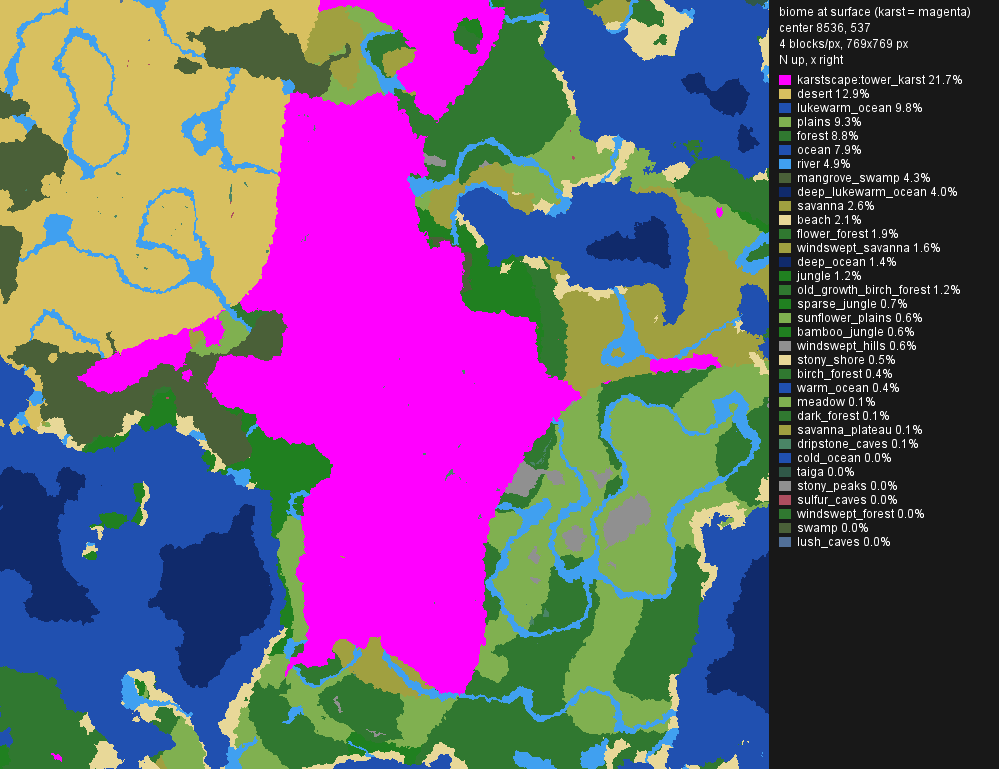 biome at surface (karst = magenta)
center 8536, 537
4 blocks/px, 769x769 px
N up, x right
karstscape:tower_karst 21.7%
desert 12.9%
lukewarm_ocean 9.8%
plains 9.3%
forest 8.8%
ocean 7.9%
river 4.9%
mangrove_swamp 4.3%
deep_lukewarm_ocean 4.0%
savanna 2.6%
beach 2.1%
flower_forest 1.9%
windswept_savanna 1.6%
deep_ocean 1.4%
jungle 1.2%
old_growth_birch_forest 1.2%
sparse_jungle 0.7%
sunflower_plains 0.6%
bamboo_jungle 0.6%
windswept_hills 0.6%
stony_shore 0.5%
birch_forest 0.4%
warm_ocean 0.4%
meadow 0.1%
dark_forest 0.1%
savanna_plateau 0.1%
dripstone_caves 0.1%
cold_ocean 0.0%
taiga 0.0%
stony_peaks 0.0%
sulfur_caves 0.0%
windswept_forest 0.0%
swamp 0.0%
lush_caves 0.0%